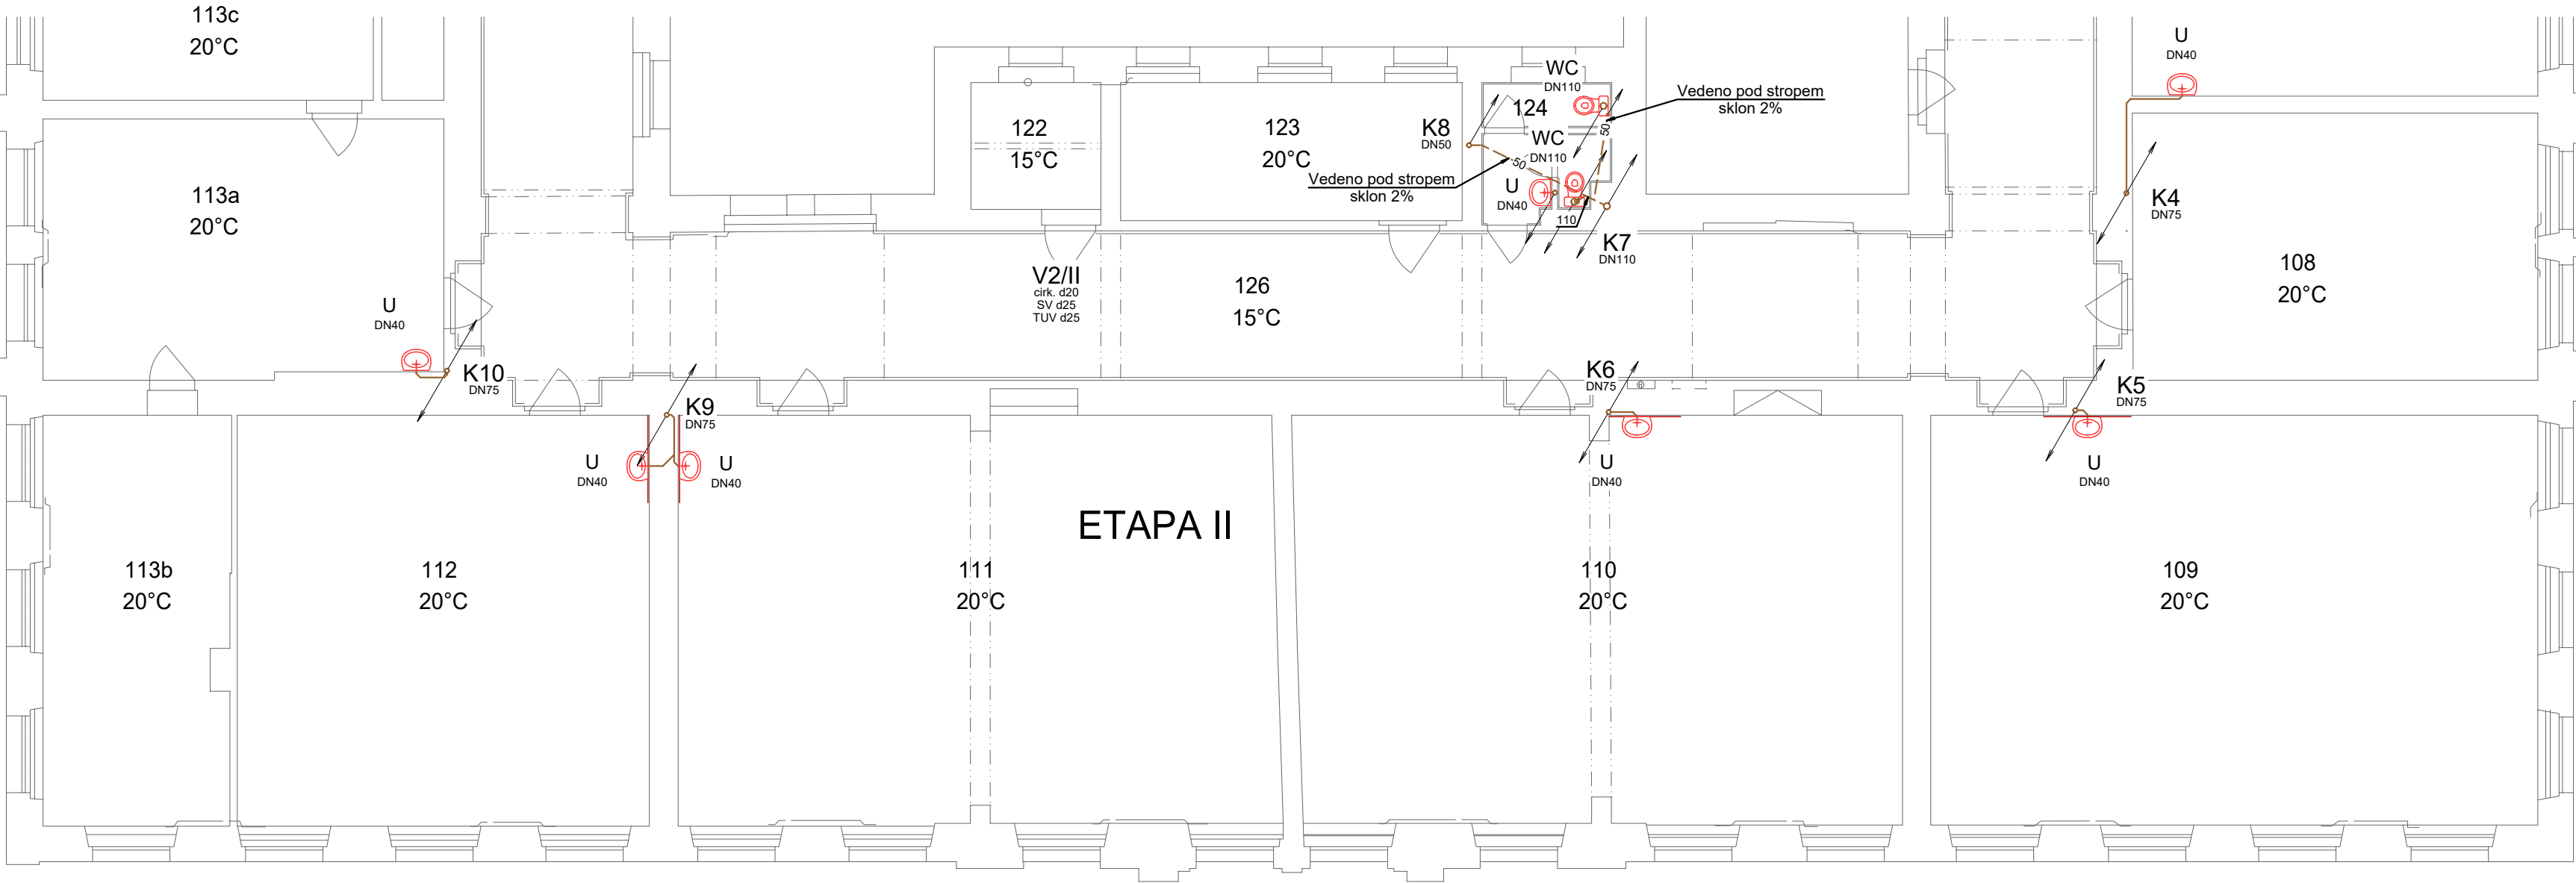 113c
20°C
U
DN40
WC
DN110
Vedeno pod stropem
sklon 2%
124
K8
DN50
122
15°C
123
20°C
WC
DN110
50
50
Vedeno pod stropem
sklon 2%
U
DN40
110
K7
DN110
113a
20°C
K4
DN75
V2/II
cirk. d20
SV d25
TUV d25
126
15°C
108
20°C
U
DN40
K10
DN75
K6
DN75
K5
DN75
K9
DN75
U
DN40
U
DN40
U
DN40
U
DN40
ETAPA II
113b
20°C
112
20°C
111
20°C
110
20°C
109
20°C